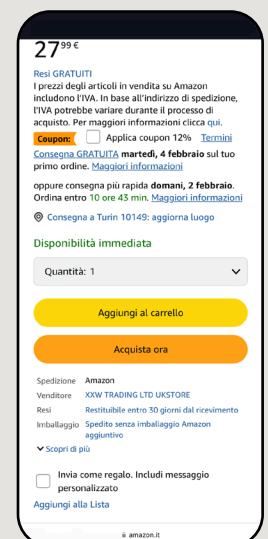 27⁹⁹ €
Resi GRATUITI
I prezzi degli articoli in vendita su Amazon
includono l'IVA. In base all'indirizzo di spedizione,
l'IVA potrebbe variare durante il processo di
acquisto. Per maggiori informazioni clicca qui.
Coupon: Applica coupon 12% Termini
Consegna GRATUITA martedì, 4 febbraio sul tuo
primo ordine. Maggiori informazioni
oppure consegna più rapida domani, 2 febbraio.
Ordina entro 10 ore 43 min. Maggiori informazioni
Consegna a Turin 10149: aggiorna luogo
Disponibilità immediata
Quantità: 1
Aggiungi al carrello
Acquista ora
Spedizione Amazon
Venditore XXW TRADING LTD UKSTORE
Resi Restituibile entro 30 giorni dal ricevimento
Imballaggio Spedito senza imballaggio Amazon
aggiuntivo
Scopri di più
Invia come regalo. Includi messaggio
personalizzato
Aggiungi alla Lista
amazon.it